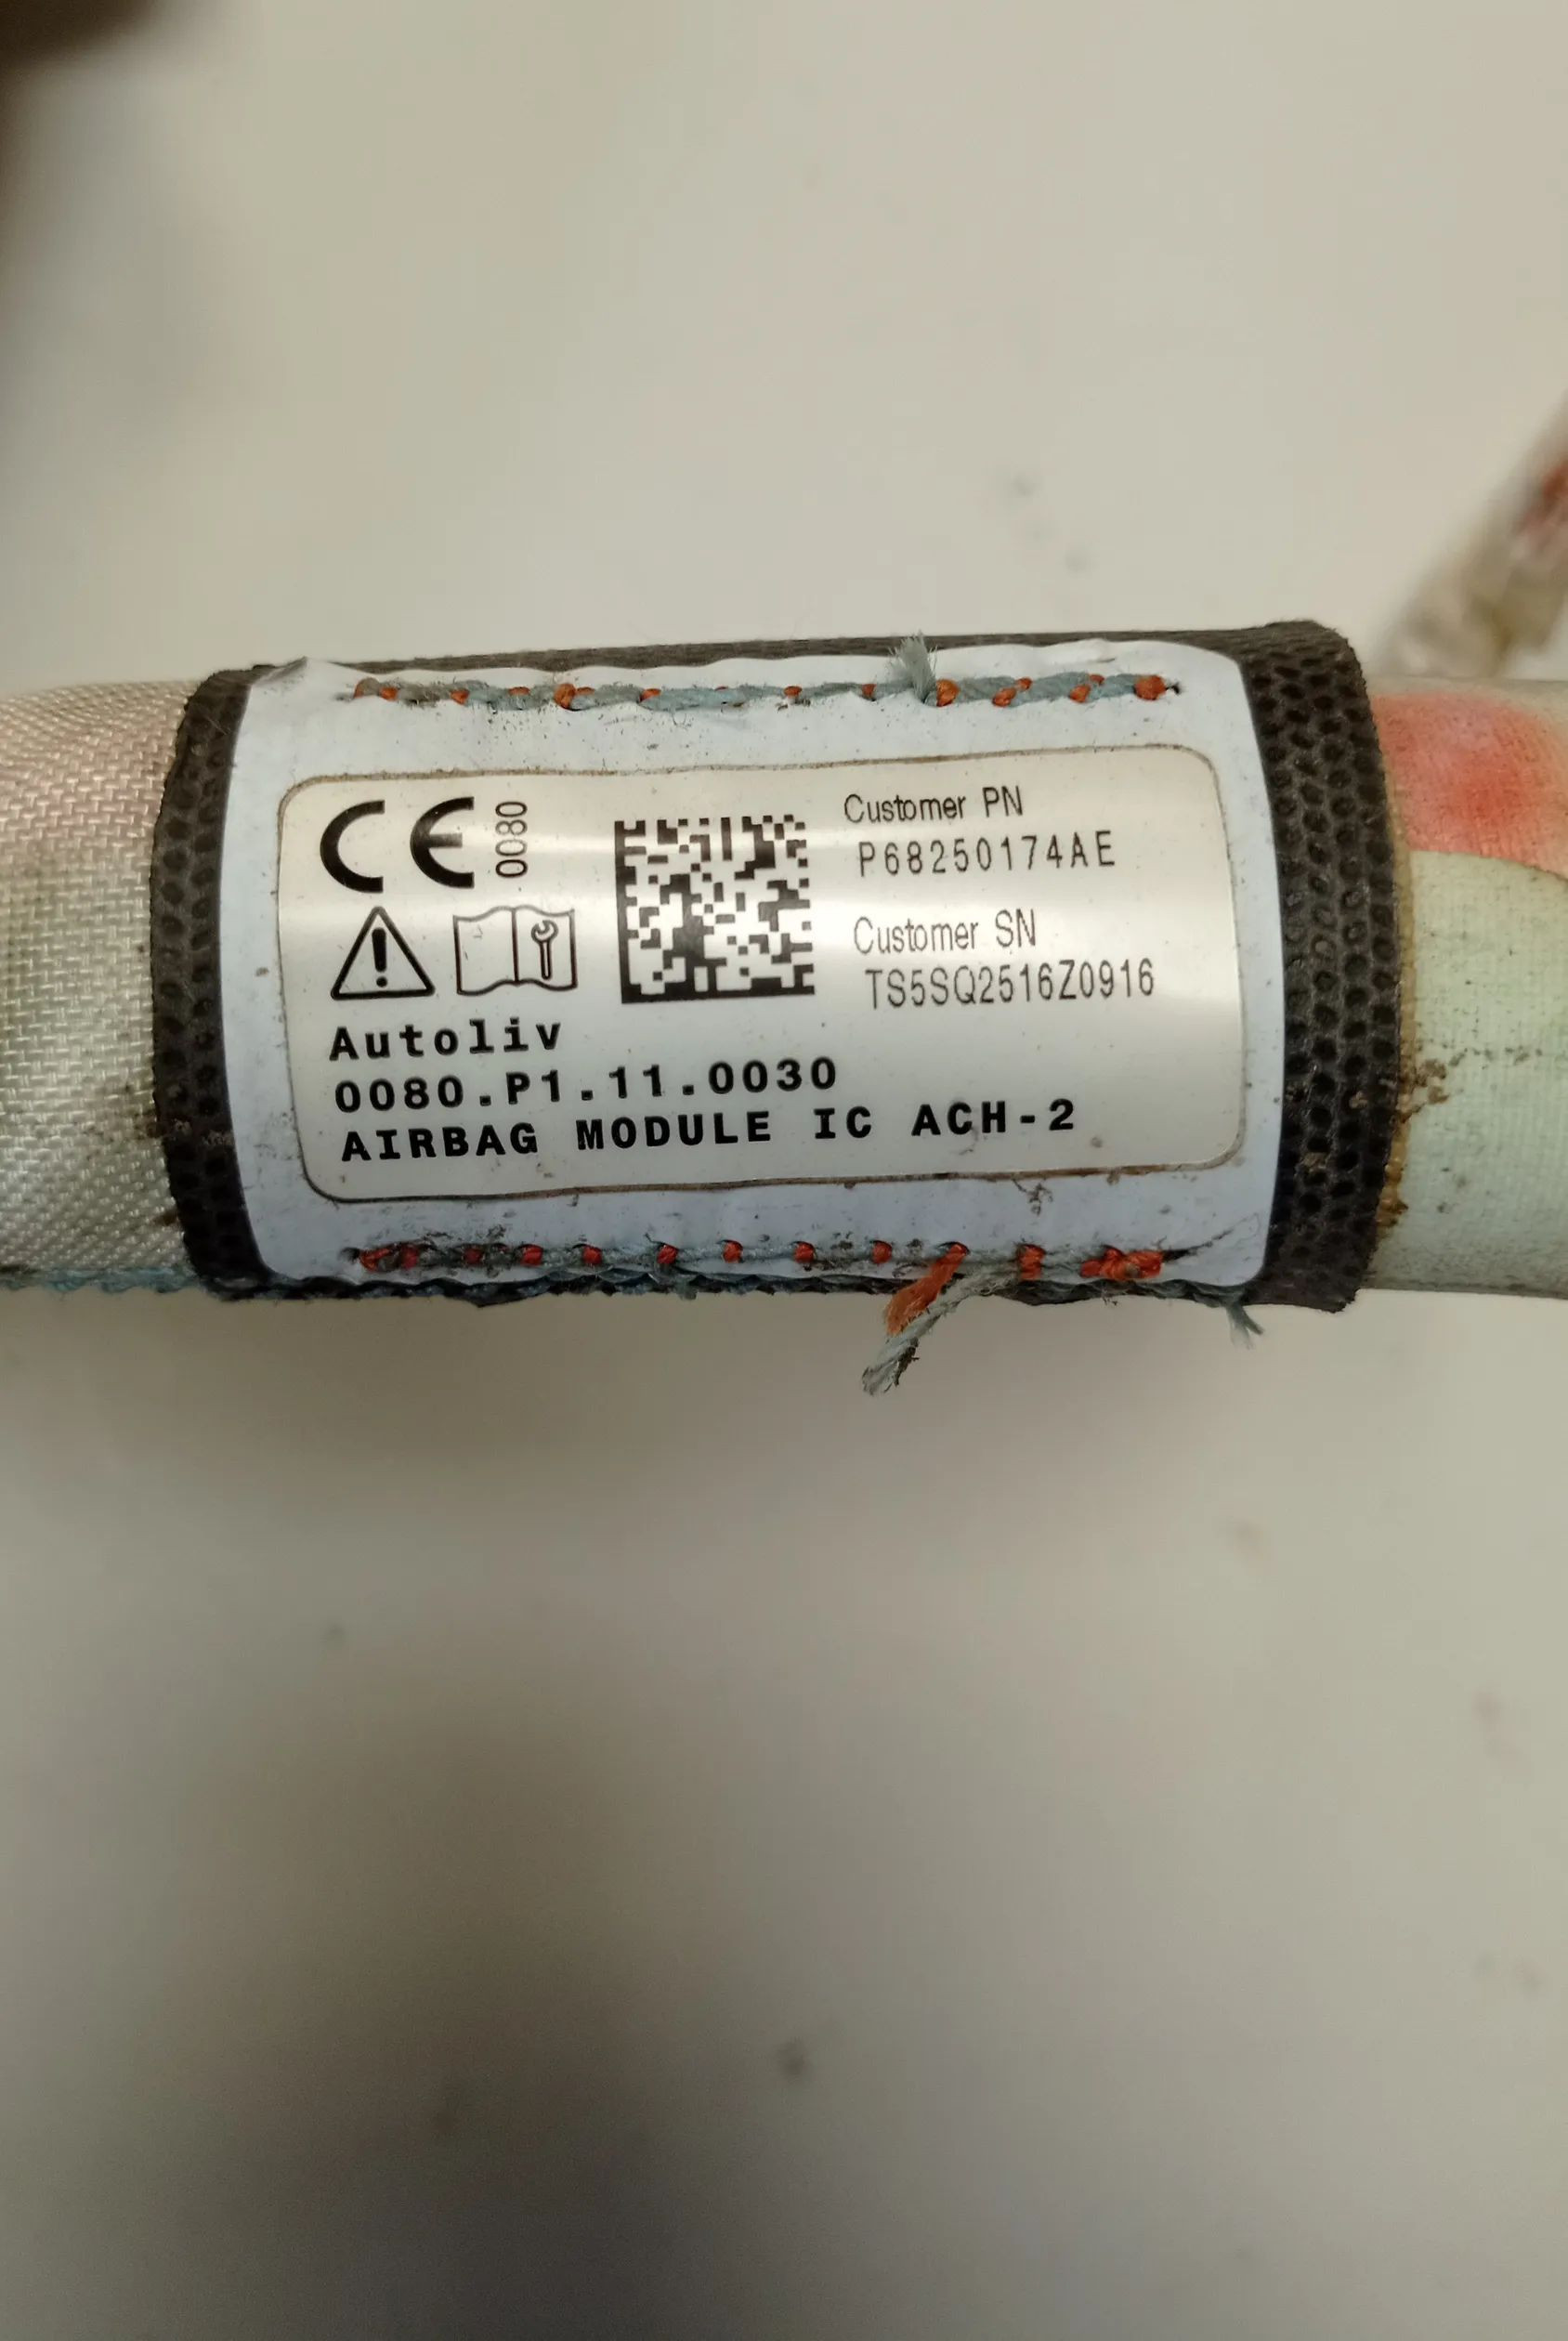 CE 0080
Customer PN
P68250174AE
Customer SN
TS5SQ2516Z0916
Autoliv
0080.P1.11.0030
AIRBAG MODULE IC ACH-2